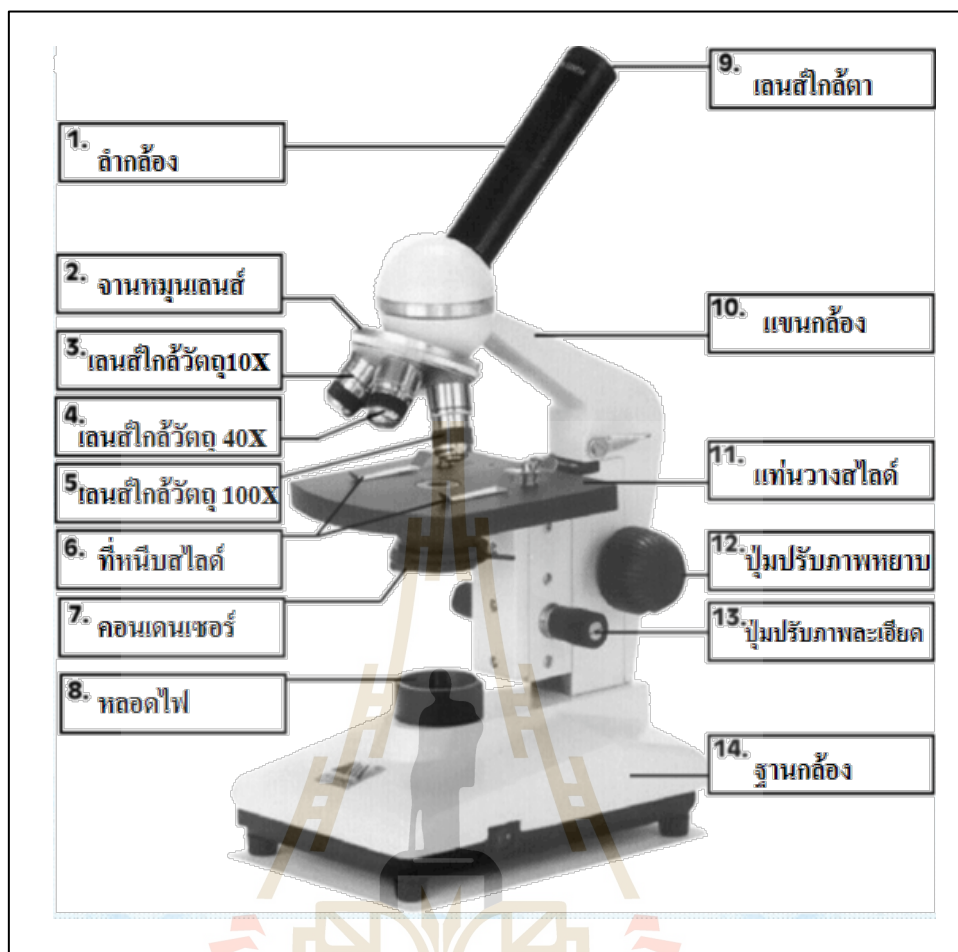 1. ลำกล้อง
2. จานหมุนเลนส์
3. เลนส์ใกล้วัตถุ10X
4. เลนส์ใกล้วัตถุ 40X
5. เลนส์ใกล้วัตถุ 100X
6. ที่หนีบสไลด์
7. คอนเดนเซอร์
8. หลอดไฟ
9. เลนส์ใกล้ตา
10. แขนกล้อง
11. แท่นวางสไลด์
12. ปุ่มปรับภาพหยาบ
13. ปุ่มปรับภาพละเอียด
14. ฐานกล้อง